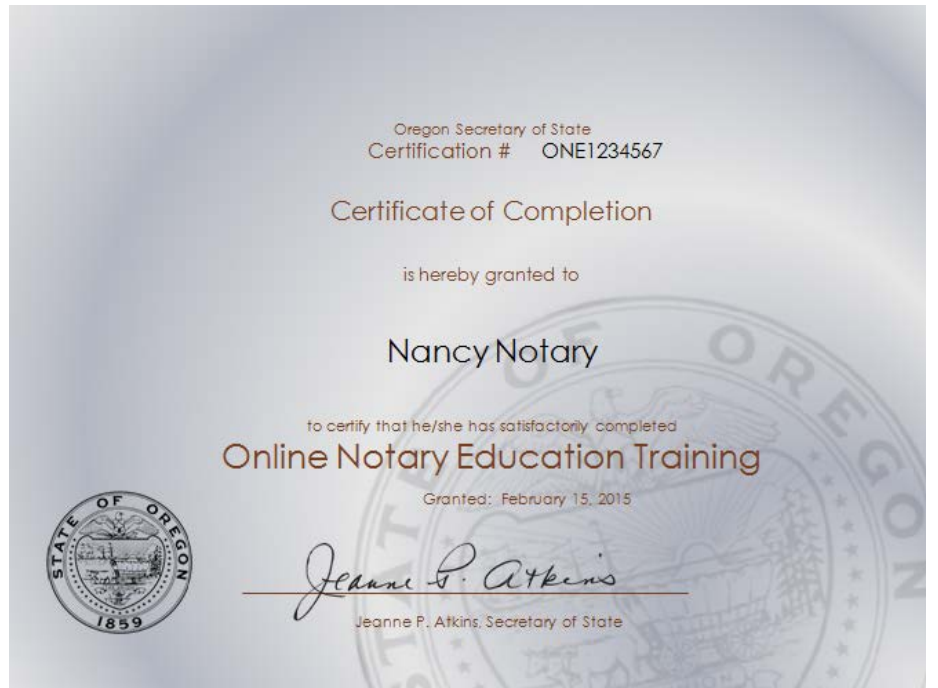 Oregon Secretary of State
Certification # ONE1234567
Certificate of Completion
is hereby granted to
Nancy Notary
to certify that he/she has satisfactorily completed
Online Notary Education Training
Granted: February 15, 2015
STATE OF OREGON
1859
Jeanne P. Atkins
Jeanne P. Atkins, Secretary of State
STATE OF OREGON